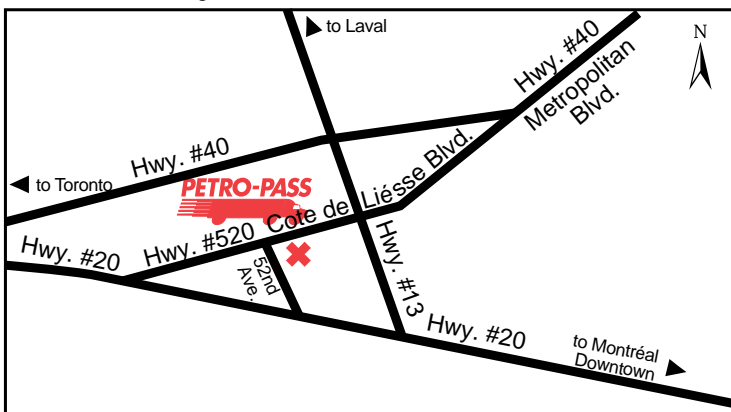 to Laval
N
Hwy. #40
Metropolitan
Blvd.
Hwy. #40
to Toronto
PETRO-PASS
Cote de Liésse Blvd.
Hwy. #520
Hwy. #20
52nd
Ave.
Hwy. #13
Hwy. #20
to Montréal
Downtown